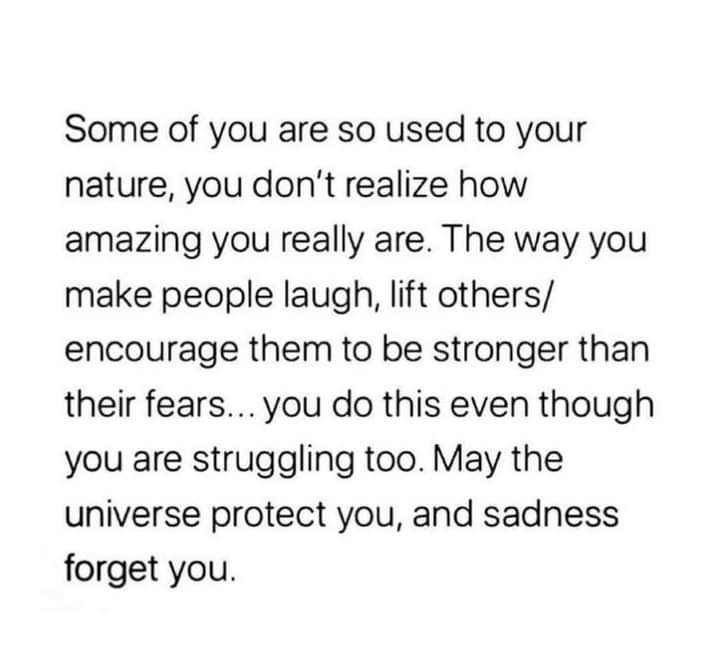 Some of you are so used to your
nature, you don't realize how
amazing you really are. The way you
make people laugh, lift others/
encourage them to be stronger than
their fears... you do this even though
you are struggling too. May the
universe protect you, and sadness
forget you.